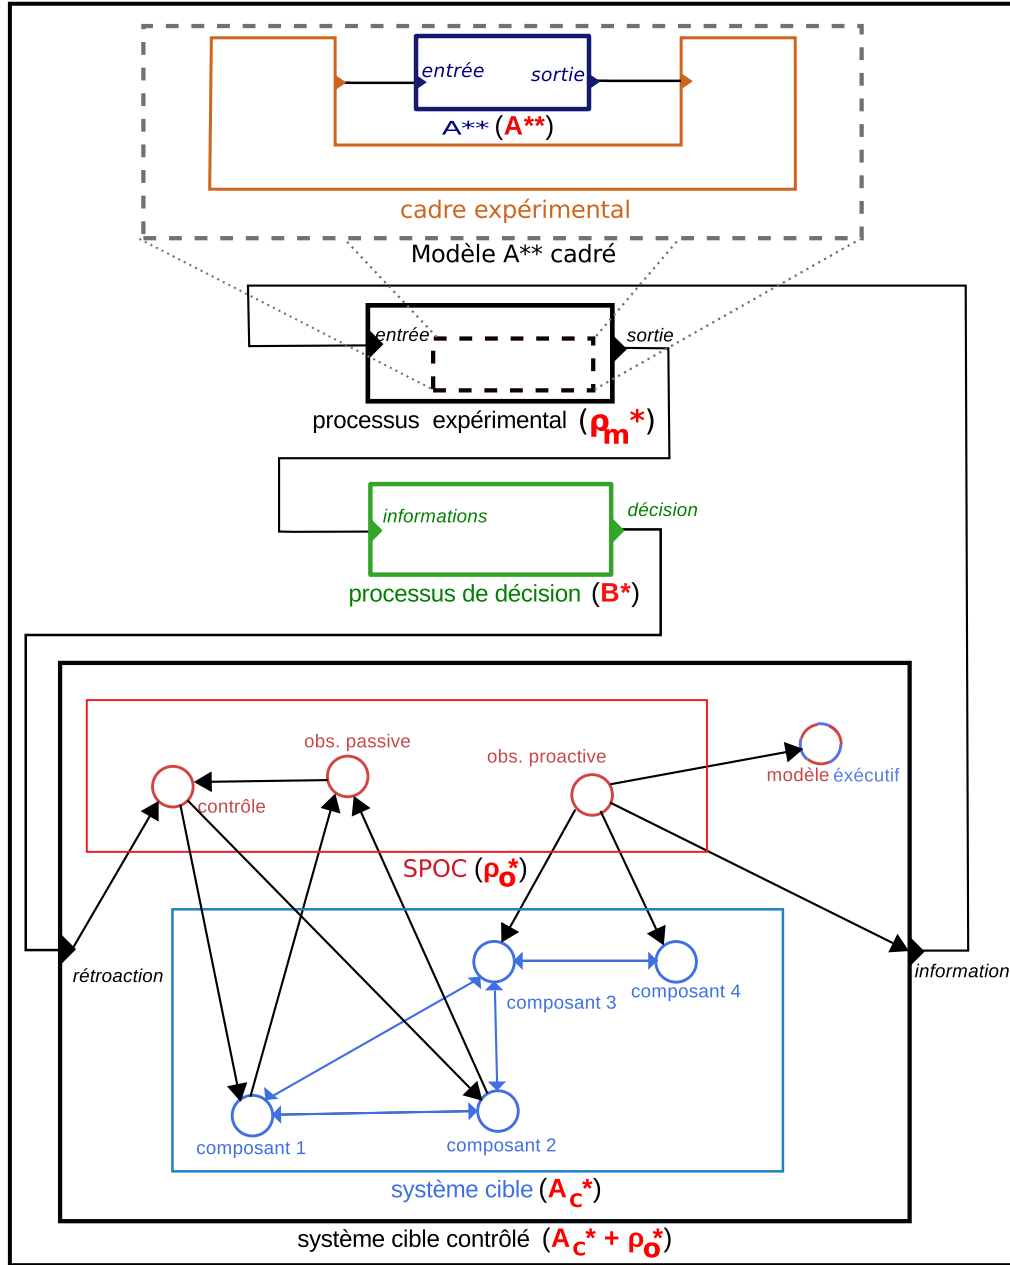 entrée sortie
A** (A**)
cadre expérimental
Modèle A** cadré
entrée sortie
processus expérimental (ρm*)
informations décision
processus de décision (B*)
obs. passive obs. proactive
contrôle modèle éxécutif
SPOC (ρo*)
rétroaction information
composant 3 composant 4
composant 1 composant 2
système cible (AC*)
système cible contrôlé (AC* + ρo*)